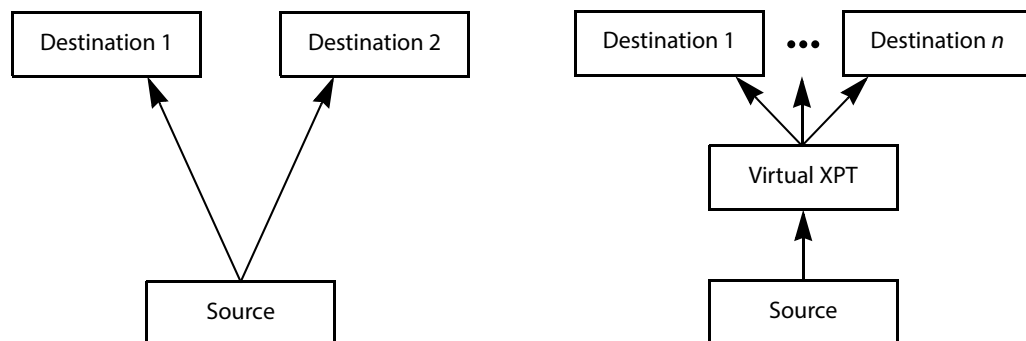 Destination 1
Destination 2
Source
Destination 1
•••
Destination n
Virtual XPT
Source